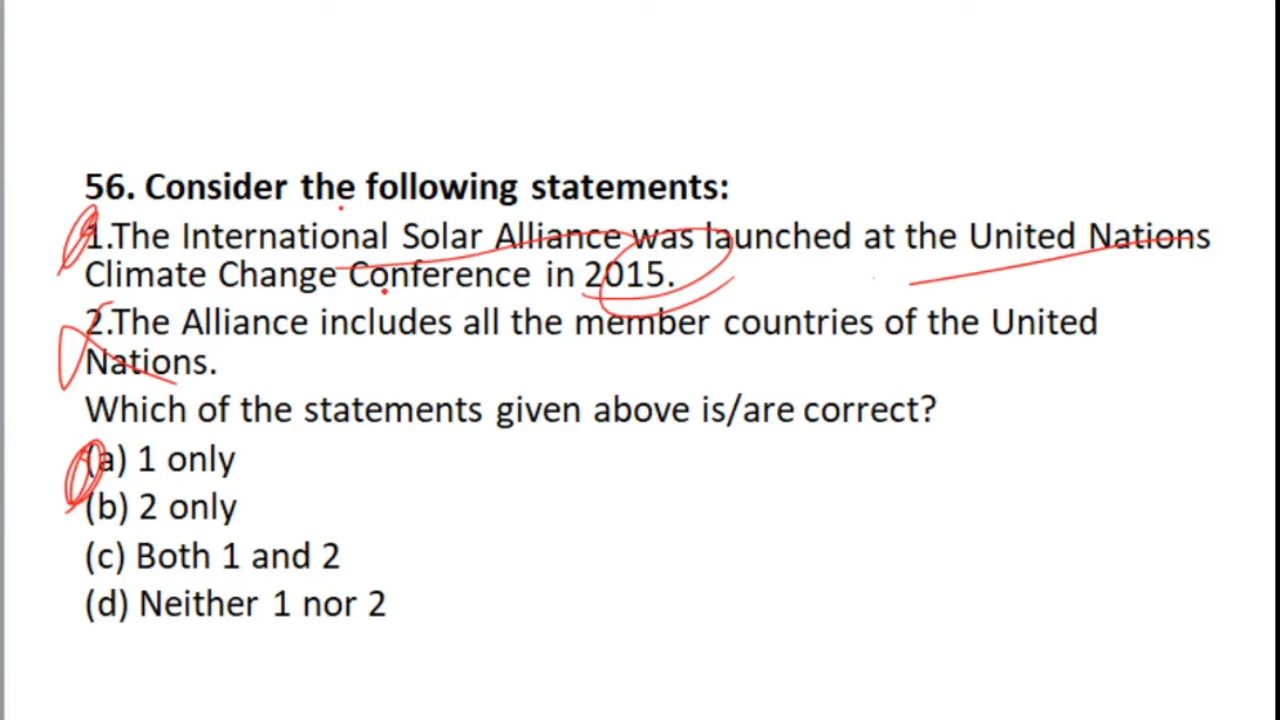 56. Consider the following statements:
1.The International Solar Alliance was launched at the United Nations
Climate Change Conference in 2015.
2.The Alliance includes all the member countries of the United
Nations.
Which of the statements given above is/are correct?
(a) 1 only
(b) 2 only
(c) Both 1 and 2
(d) Neither 1 nor 2